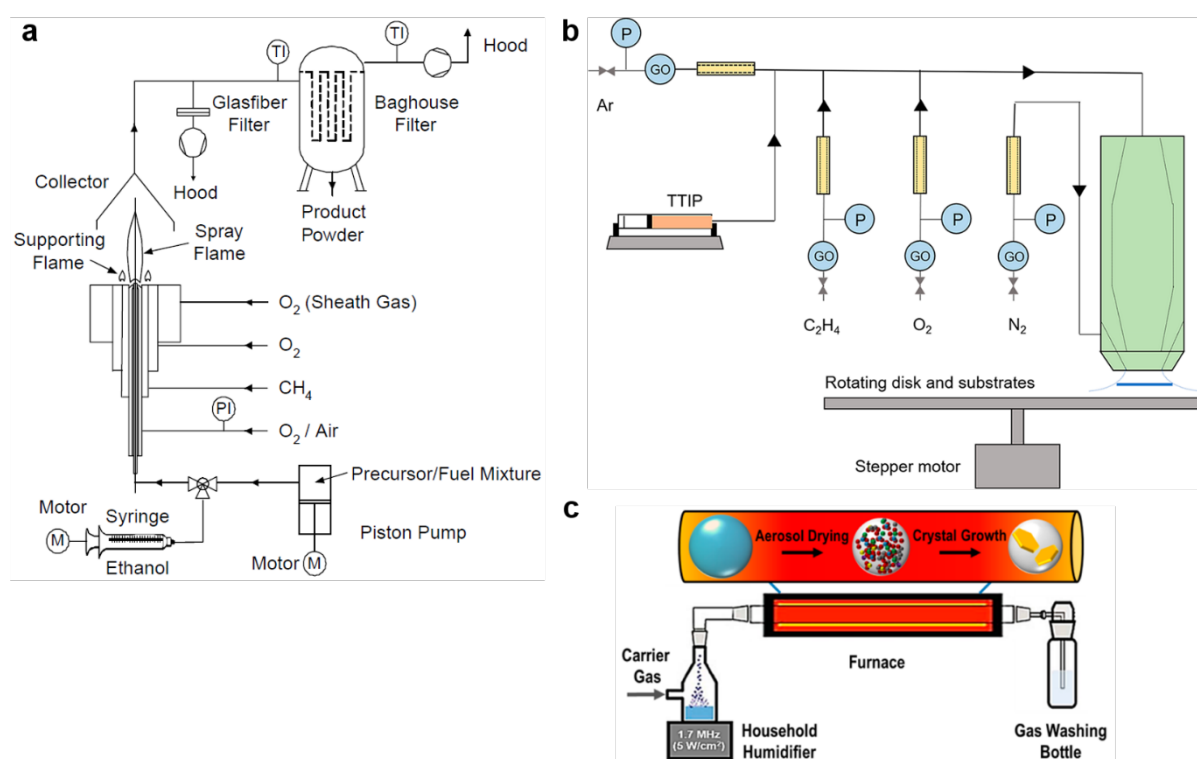 a
TI
TI
Hood
Glasfiber
Filter
Baghouse
Filter
Hood
Collector
Product
Powder
Supporting
Flame
Spray
Flame
O₂ (Sheath Gas)
O₂
CH₄
PI
O₂ / Air
Precursor/Fuel Mixture
Motor
Syringe
M
Ethanol
Piston Pump
Motor
M
b
P
GO
Ar
TTIP
P
P
P
GO
GO
GO
C₂H₄
O₂
N₂
Rotating disk and substrates
Stepper motor
c
Aerosol Drying
Crystal Growth
Carrier
Gas
Furnace
1.7 MHz
(5 W/cm²)
Household
Humidifier
Gas Washing
Bottle